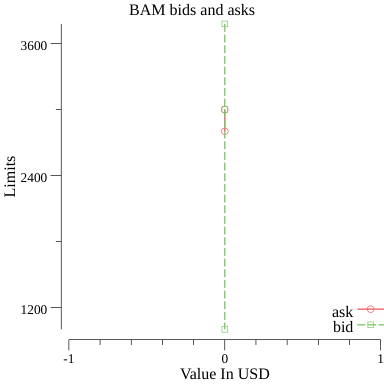 BAM bids and asks
3600
2400
1200
Limits
ask
bid
-1
0
1
Value In USD